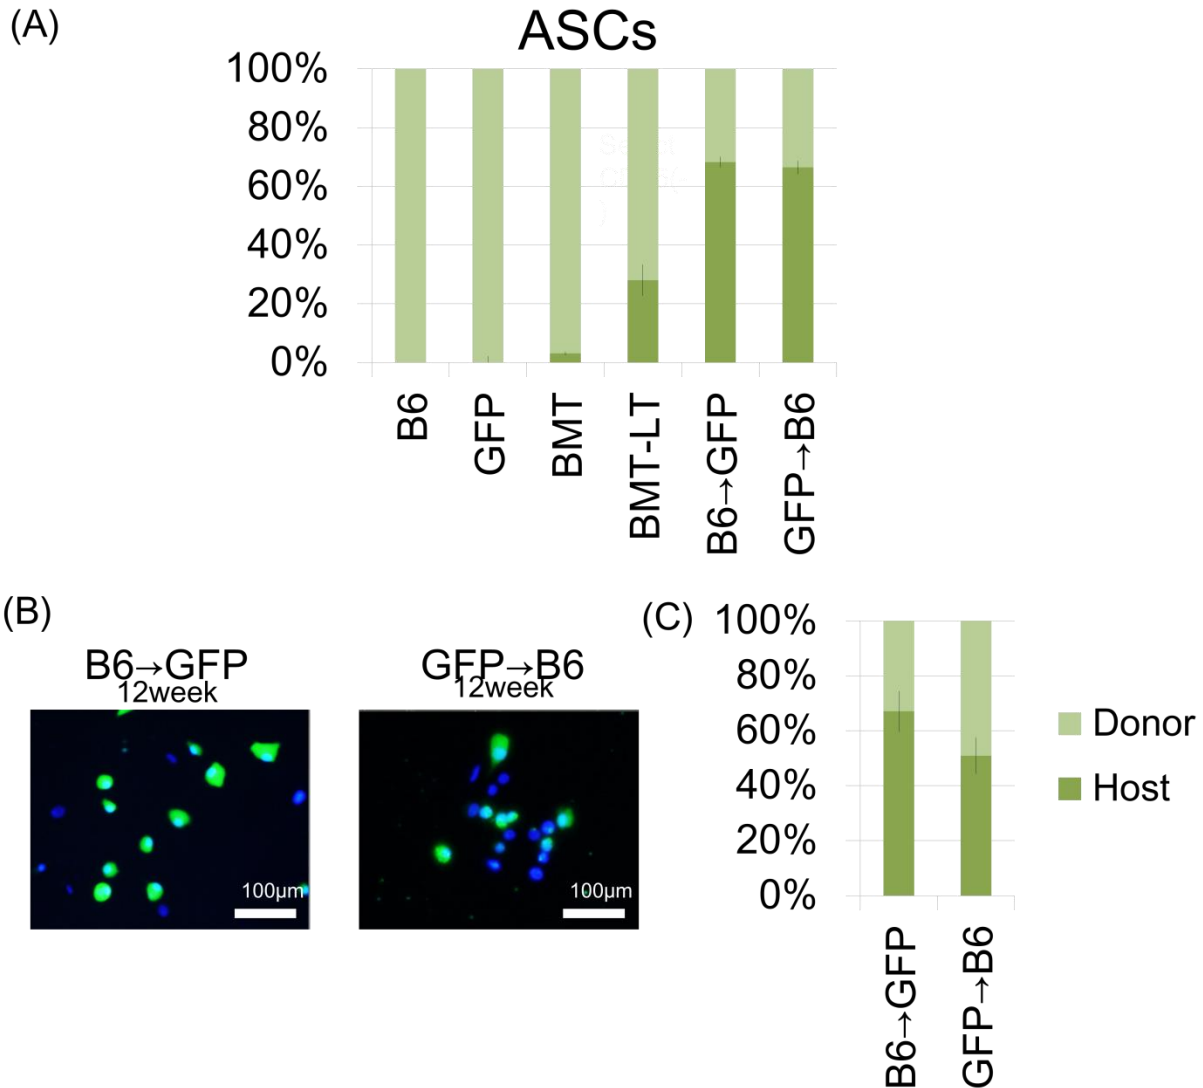 (A)
ASCs
100%
80%
60%
40%
20%
0%
B6
GFP
BMT
BMT-LT
B6→GFP
GFP→B6
(B)
B6→GFP
12week
100μm
GFP→B6
12week
100μm
(C)
100%
80%
60%
40%
20%
0%
B6→GFP
GFP→B6
Donor
Host